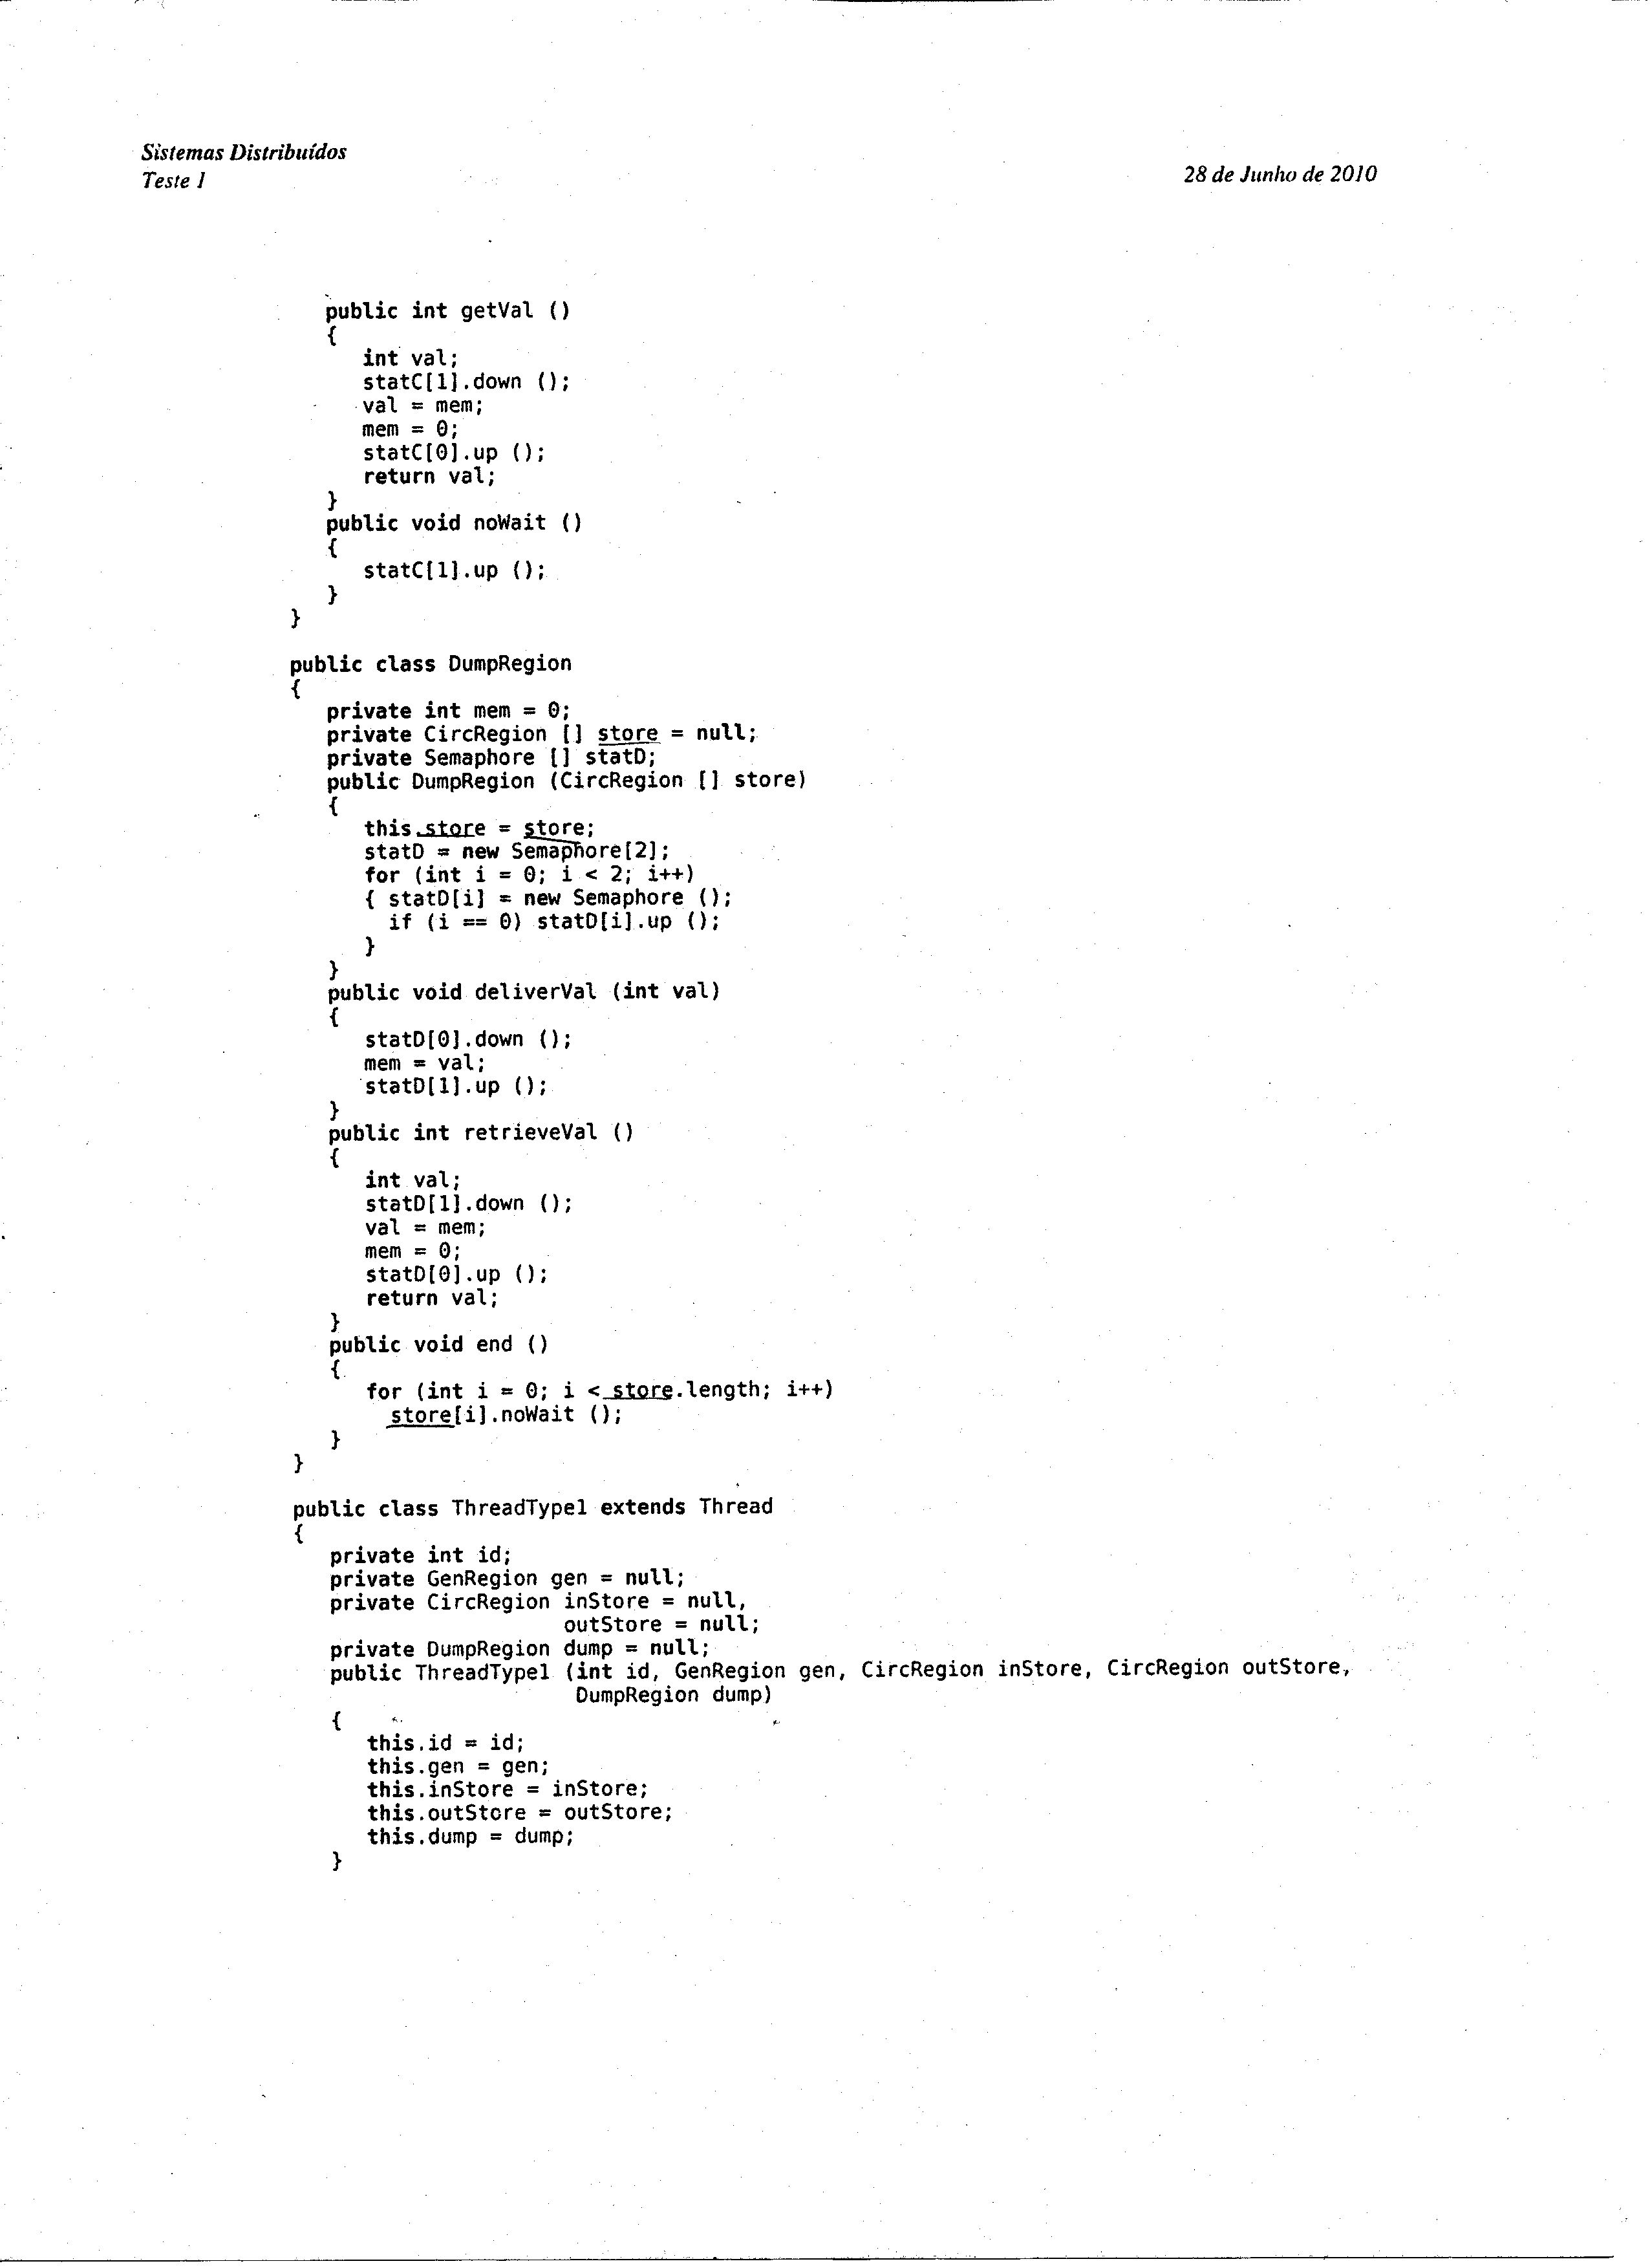 Sistemas Distribuídos
Teste 1
28 de Junho de 2010
public int getVal ()
{
int val;
statC[1].down ();
val = mem;
mem = 0;
statC[0].up ();
return val;
}
public void noWait ()
{
statC[1].up ();
}
}
public class DumpRegion
{
private int mem = 0;
private CircRegion [] store = null;
private Semaphore [] statD;
public DumpRegion (CircRegion [] store)
{
this.store = store;
statD = new Semaphore[2];
for (int i = 0; i < 2; i++)
{ statD[i] = new Semaphore ();
if (i == 0) statD[i].up ();
}
}
public void deliverVal (int val)
{
statD[0].down ();
mem = val;
statD[1].up ();
}
public int retrieveVal ()
{
int val;
statD[1].down ();
val = mem;
mem = 0;
statD[0].up ();
return val;
}
public void end ()
{
for (int i = 0; i < store.length; i++)
store[i].noWait ();
}
}
public class ThreadType1 extends Thread
{
private int id;
private GenRegion gen = null;
private CircRegion inStore = null,
outStore = null;
private DumpRegion dump = null;
public ThreadType1 (int id, GenRegion gen, CircRegion inStore, CircRegion outStore,
DumpRegion dump)
{
this.id = id;
this.gen = gen;
this.inStore = inStore;
this.outStore = outStore;
this.dump = dump;
}